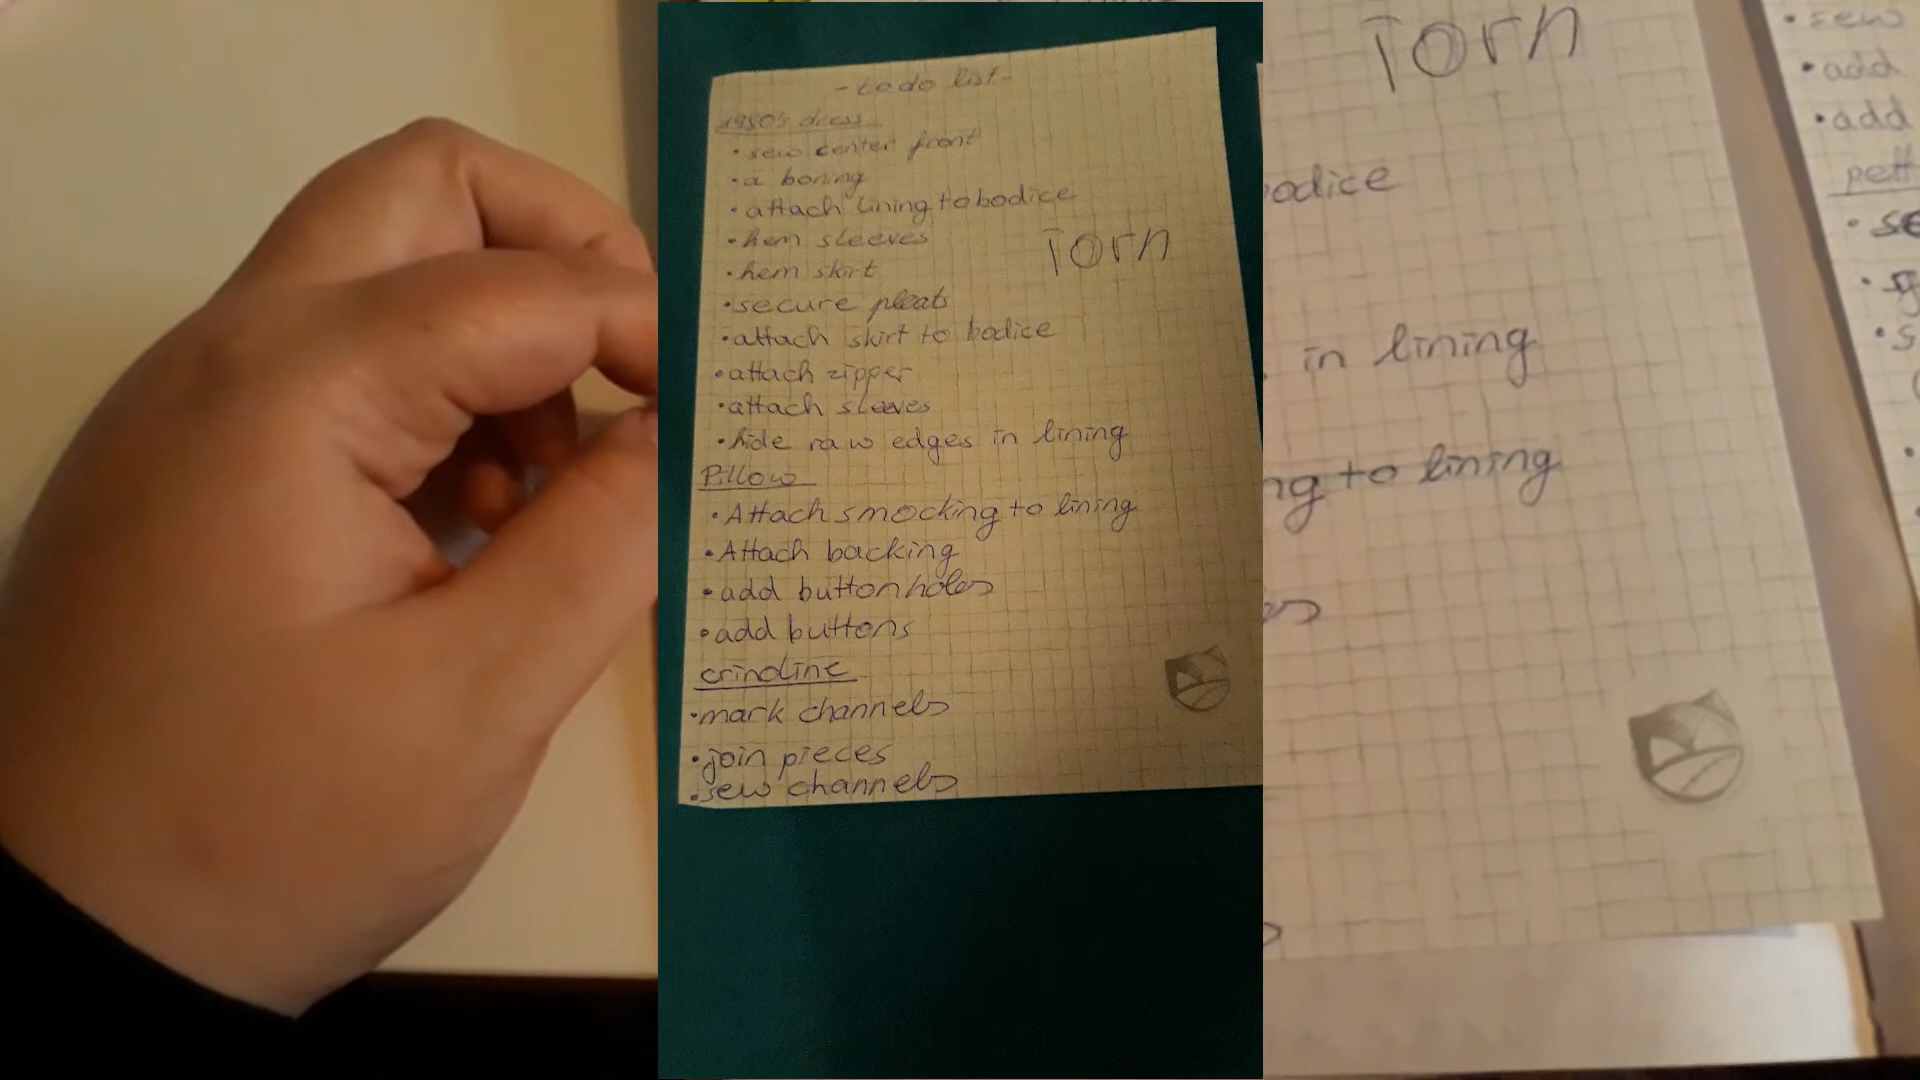 -to do list-
1950's dress
• sew center front
• a boning
• attach lining to bodice
• hem sleeves
• hem skirt
• secure pleats
• attach skirt to bodice
• attach zipper
• attach sleeves
• hide raw edges in lining
Torn
Pillow
• Attach smocking to lining
• Attach backing
• add buttonholes
• add buttons
crinoline
• mark channels
• join pieces
• sew channels
Torn
odice
in lining
ng to lining
es
• sew
• add
• add
pett
• se
• s